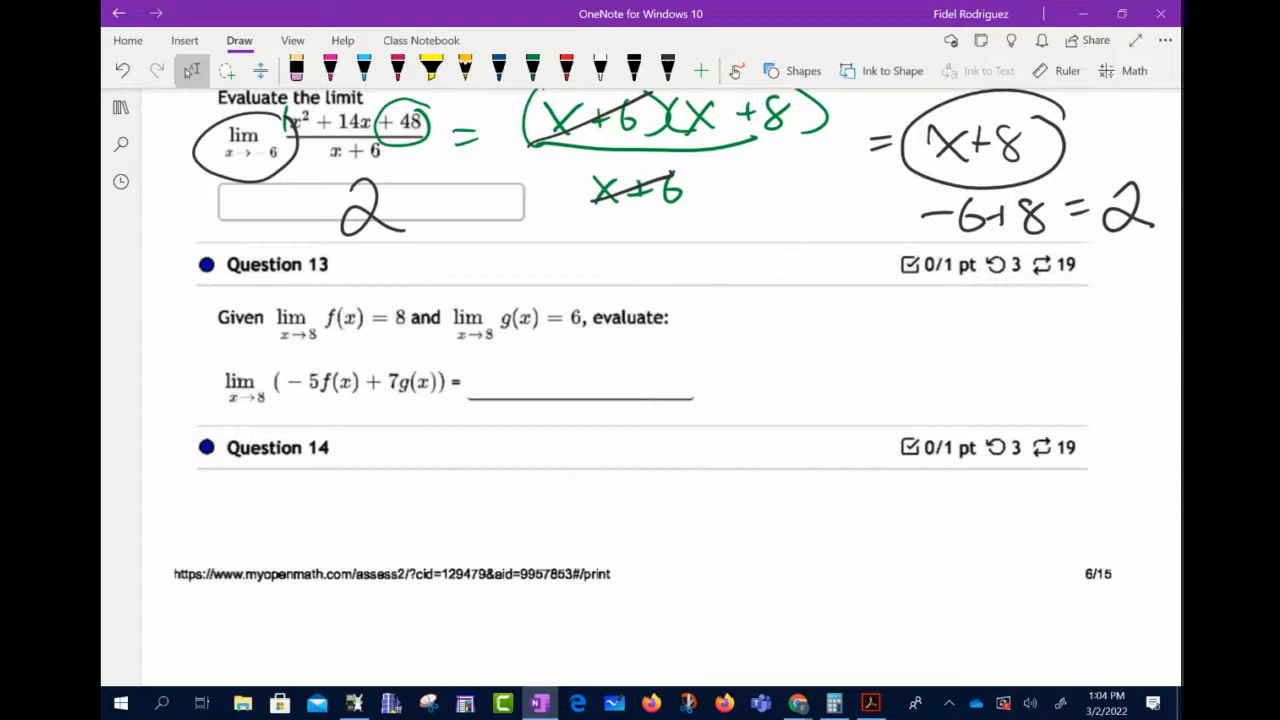 OneNote for Windows 10
Fidel Rodriguez
Home Insert Draw View Help Class Notebook
Share
Shapes Ink to Shape Ink to Text Ruler Math
Evaluate the limit
lim x→−6 (x² + 14x + 48)/(x + 6) = (x+6)(x+8)/(x+6) = x+8
2
-6+8 = 2
Question 13
0/1 pt 3 19
Given lim x→8 f(x) = 8 and lim x→8 g(x) = 6, evaluate:
lim x→8 ( − 5f(x) + 7g(x)) =
Question 14
0/1 pt 3 19
https://www.myopenmath.com/assess2/?cid=129479&aid=9957853#/print
6/15
1:04 PM
3/2/2022